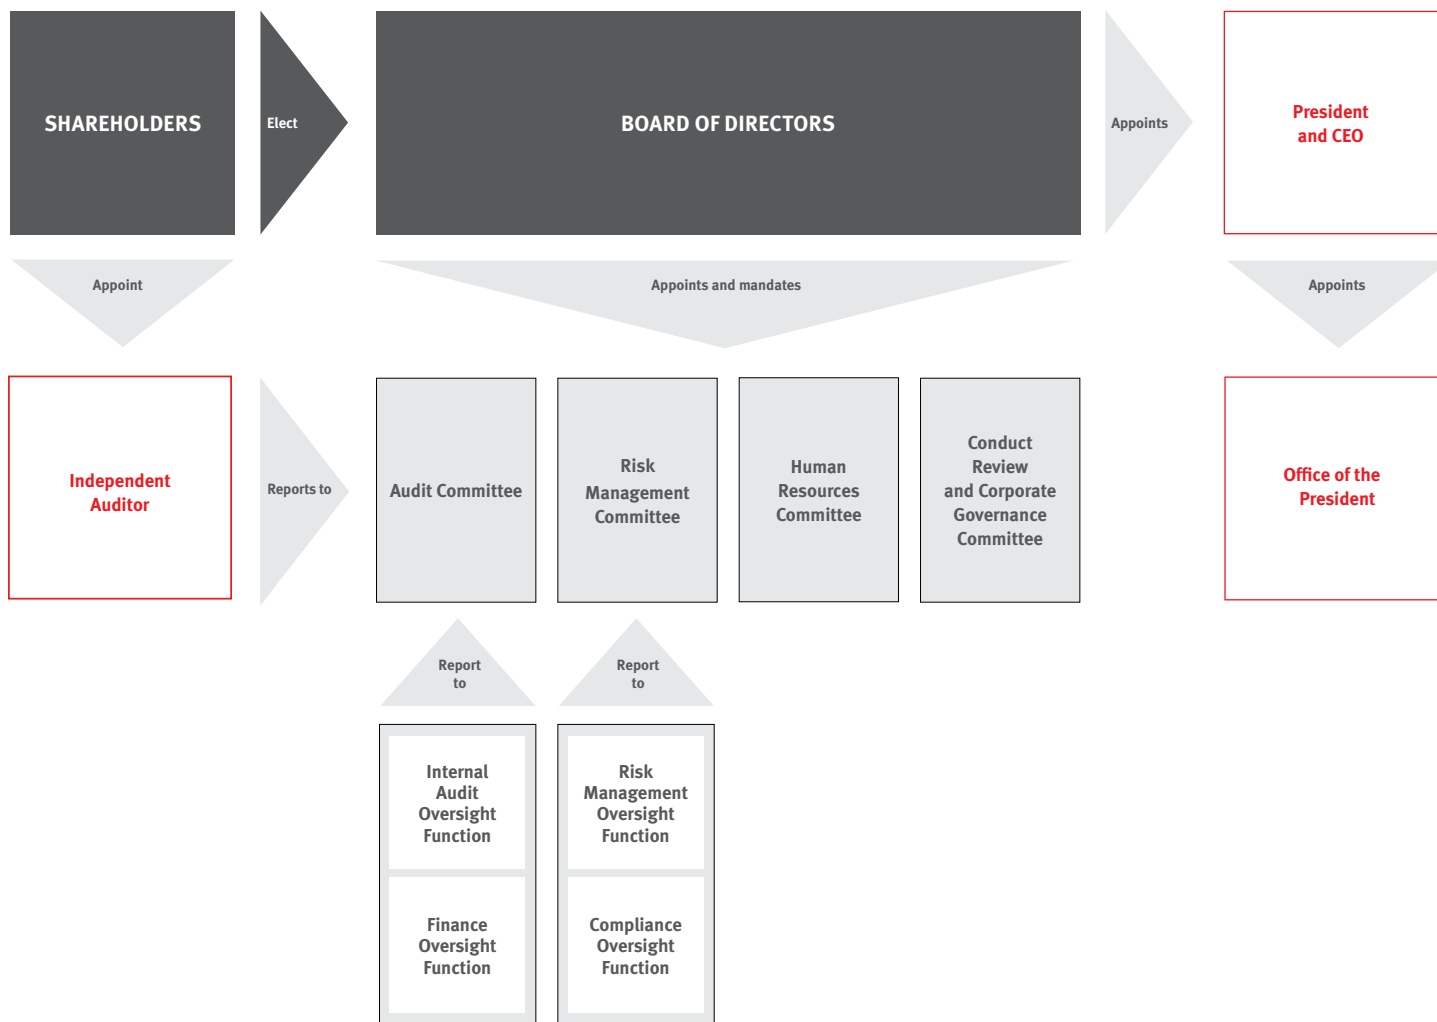 SHAREHOLDERS
Elect
BOARD OF DIRECTORS
Appoints
President
and CEO
Appoint
Appoints and mandates
Appoints
Independent
Auditor
Reports to
Audit Committee
Risk
Management
Committee
Human
Resources
Committee
Conduct
Review
and Corporate
Governance
Committee
Office of the
President
Report
to
Report
to
Internal
Audit
Oversight
Function
Risk
Management
Oversight
Function
Finance
Oversight
Function
Compliance
Oversight
Function